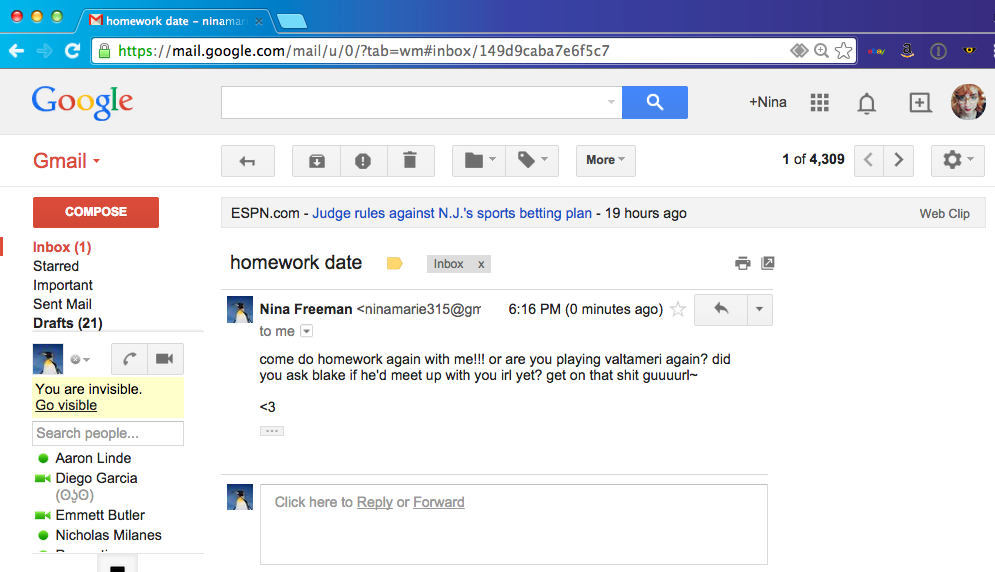 homework date – ninamari
https://mail.google.com/mail/u/0/?tab=wm#inbox/149d9caba7e6f5c7
ebay
Google
+Nina
Gmail
More
1 of 4,309
COMPOSE
ESPN.com - Judge rules against N.J.'s sports betting plan - 19 hours ago
Web Clip
Inbox (1)
Starred
Important
Sent Mail
Drafts (21)
homework date
Inbox x
Nina Freeman <ninamarie315@gm
6:16 PM (0 minutes ago)
to me
come do homework again with me!!! or are you playing valtameri again? did
you ask blake if he'd meet up with you irl yet? get on that shit guuuurl~
<3
You are invisible.
Go visible
Search people...
Aaron Linde
Diego Garcia
Emmett Butler
Nicholas Milanes
Click here to Reply or Forward